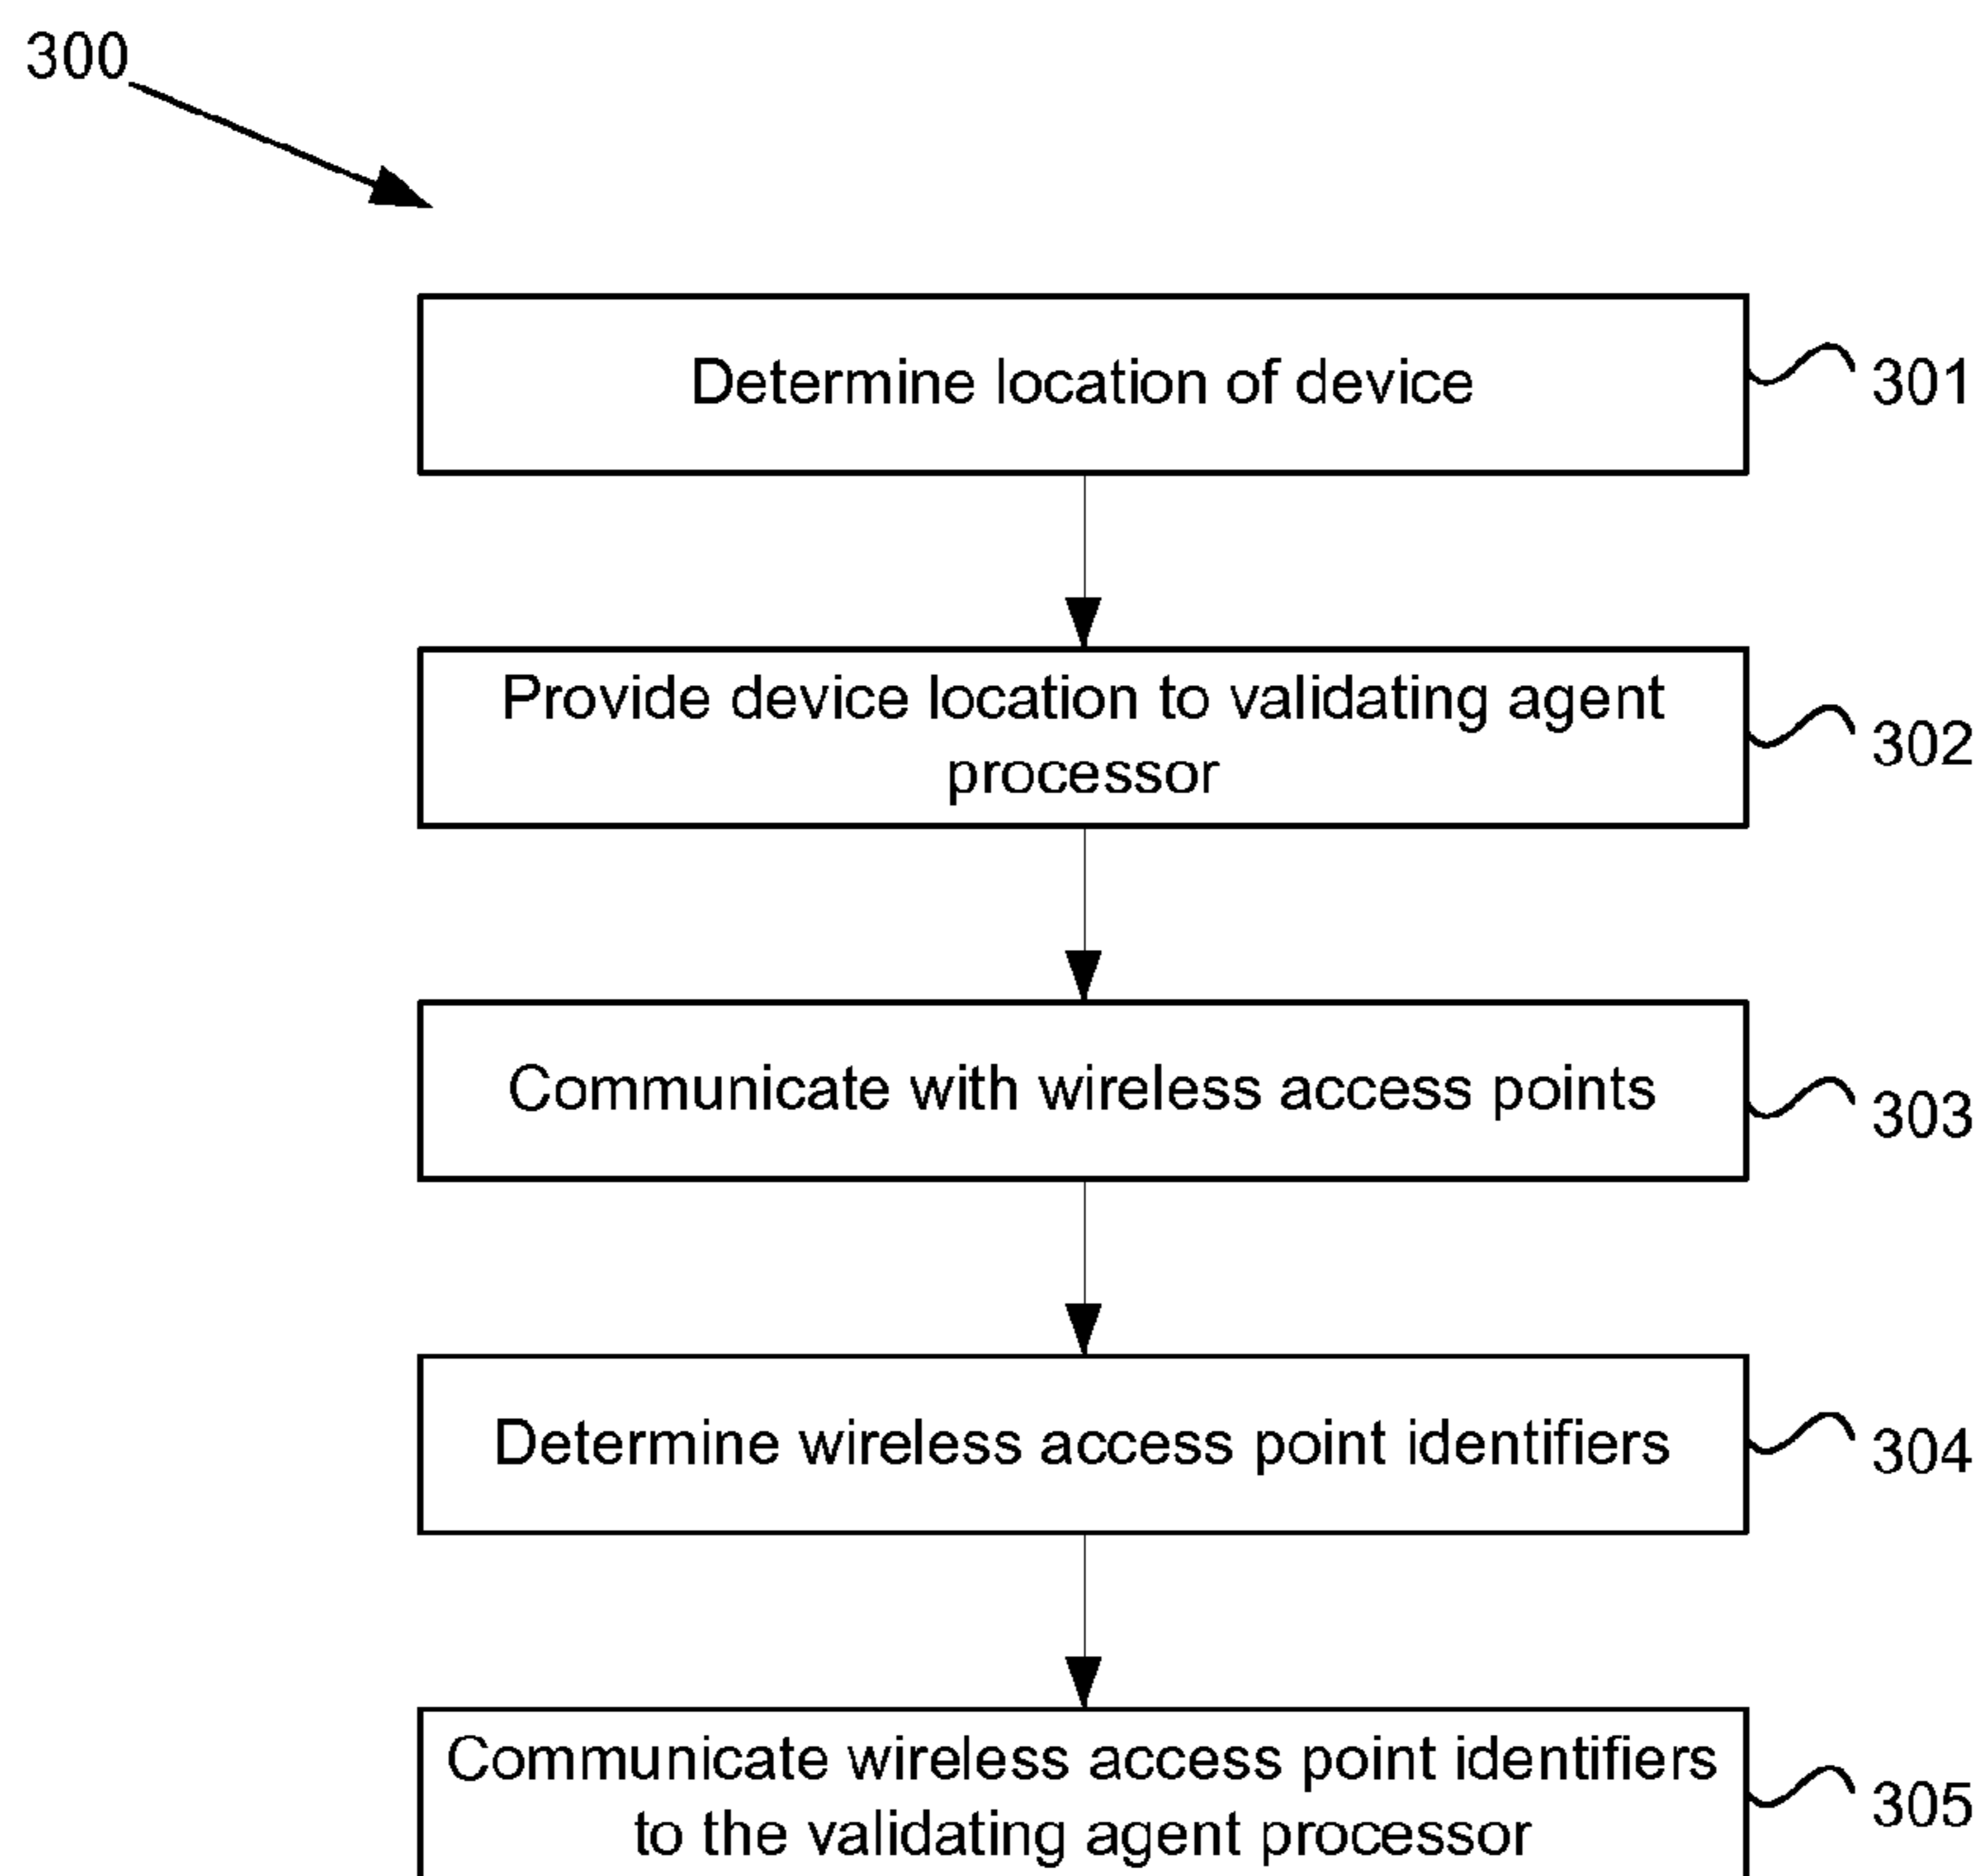 300
Determine location of device
301
Provide device location to validating agent
processor
302
Communicate with wireless access points
303
Determine wireless access point identifiers
304
Communicate wireless access point identifiers
to the validating agent processor
305